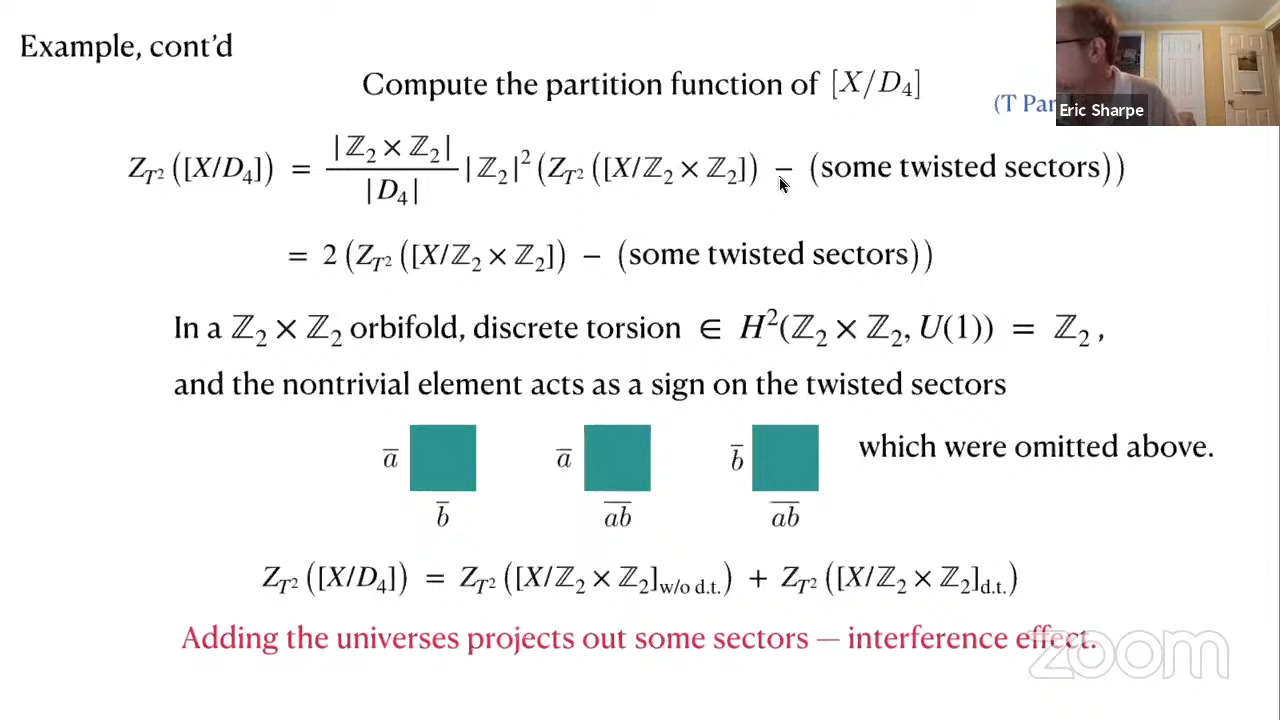 Example, cont'd
Compute the partition function of [X/D₄]
(T Pan
Eric Sharpe
Z_{T²}([X/D₄]) = |ℤ₂ × ℤ₂| / |D₄| |ℤ₂|² (Z_{T²}([X/ℤ₂ × ℤ₂]) − (some twisted sectors))
= 2 (Z_{T²}([X/ℤ₂ × ℤ₂]) − (some twisted sectors))
In a ℤ₂ × ℤ₂ orbifold, discrete torsion ∈ H²(ℤ₂ × ℤ₂, U(1)) = ℤ₂ ,
and the nontrivial element acts as a sign on the twisted sectors
a̅ a̅ b̅ which were omitted above.
b̅ a̅b̅ a̅b̅
Z_{T²}([X/D₄]) = Z_{T²}([X/ℤ₂ × ℤ₂]_{w/o d.t.}) + Z_{T²}([X/ℤ₂ × ℤ₂]_{d.t.})
Adding the universes projects out some sectors — interference effect.
zoom